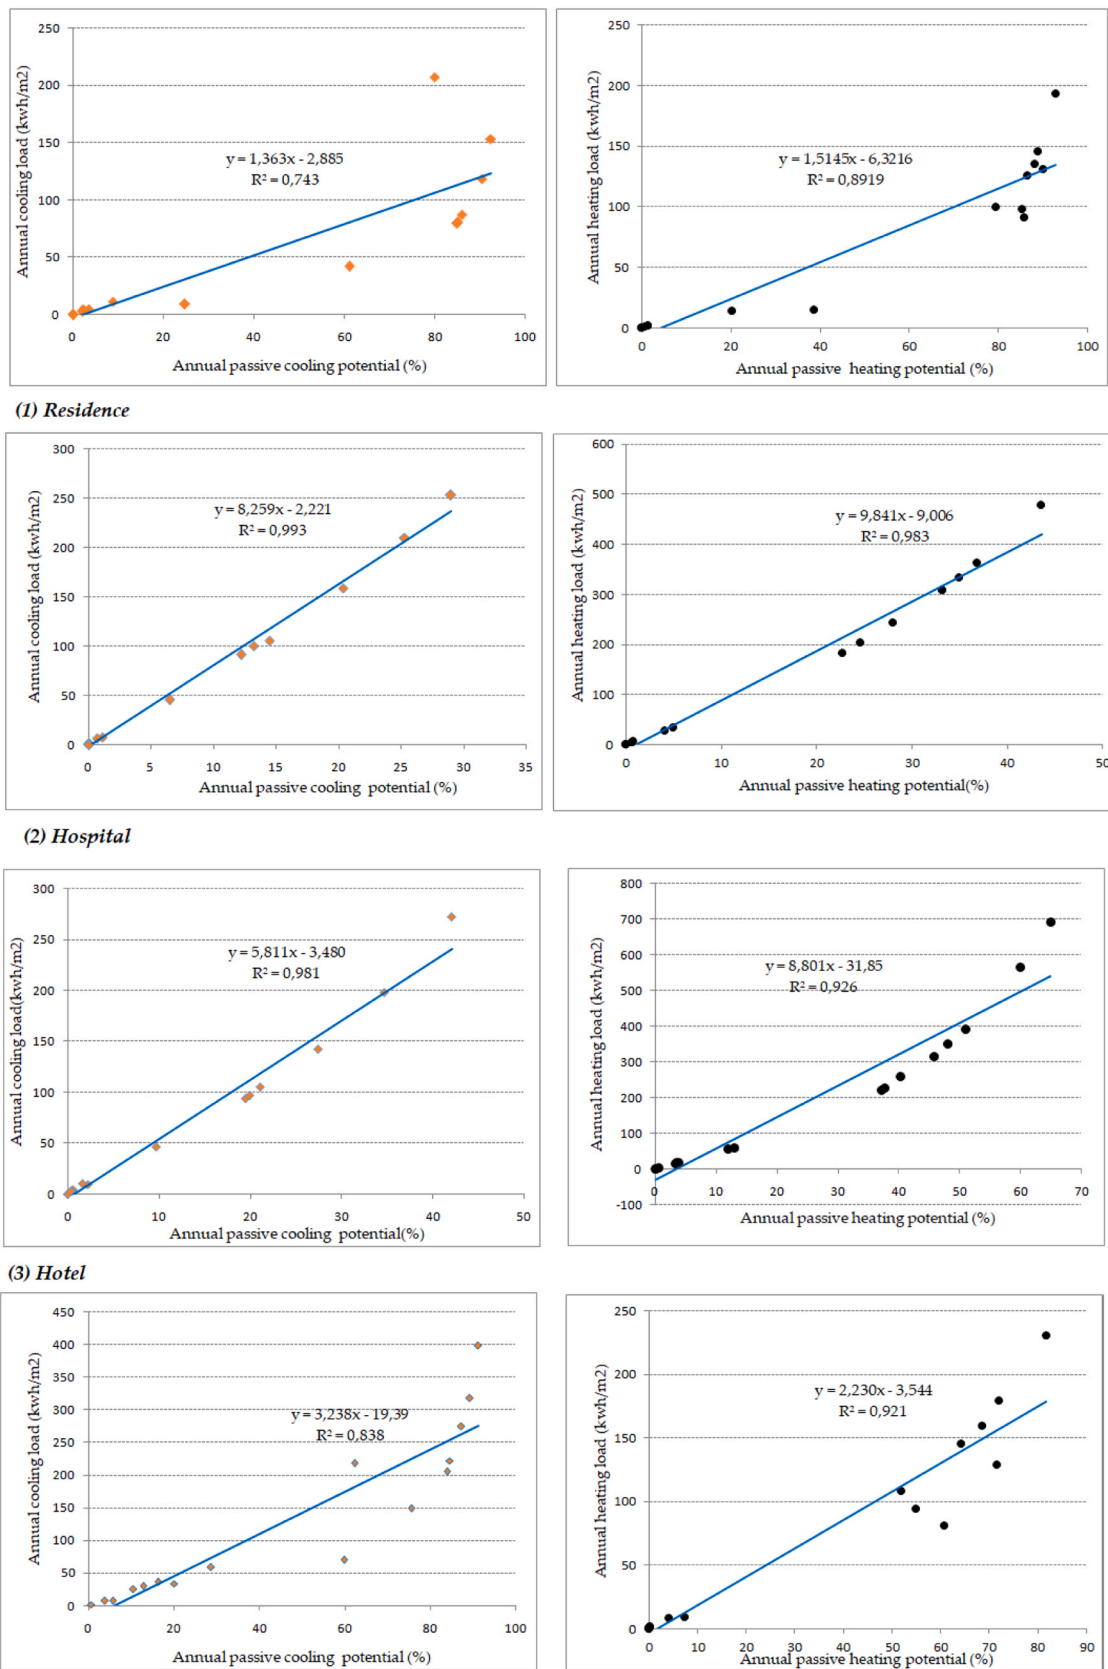 250
200
150
100
50
0
Annual cooling load (kwh/m2)
y = 1,363x - 2,885
R² = 0,743
0 20 40 60 80 100
Annual passive cooling potential (%)
250
200
150
100
50
0
Annual heating load (kwh/m2)
y = 1,5145x - 6,3216
R² = 0,8919
0 20 40 60 80 100
Annual passive heating potential (%)
(1) Residence
300
250
200
150
100
50
0
Annual cooling load (kwh/m2)
y = 8,259x - 2,221
R² = 0,993
0 5 10 15 20 25 30 35
Annual passive cooling potential (%)
600
500
400
300
200
100
0
Annual heating load (kwh/m2)
y = 9,841x - 9,006
R² = 0,983
0 10 20 30 40 50
Annual passive heating potential(%)
(2) Hospital
300
250
200
150
100
50
0
Annual cooling load(kwh/m2)
y = 5,811x - 3,480
R² = 0,981
0 10 20 30 40 50
Annual passive cooling potential(%)
800
700
600
500
400
300
200
100
0
-100
Annual heating load (kwh/m2)
y = 8,801x - 31,85
R² = 0,926
0 10 20 30 40 50 60 70
Annual passive heating potential (%)
(3) Hotel
450
400
350
300
250
200
150
100
50
0
Annual cooling load (kwh/m2)
y = 3,238x - 19,39
R² = 0,838
0 20 40 60 80 100
Annual passive cooling potential (%)
250
200
150
100
50
0
Annual heating load (kwh/m2)
y = 2,230x - 3,544
R² = 0,921
0 10 20 30 40 50 60 70 80 90
Annual passive heating potential (%)